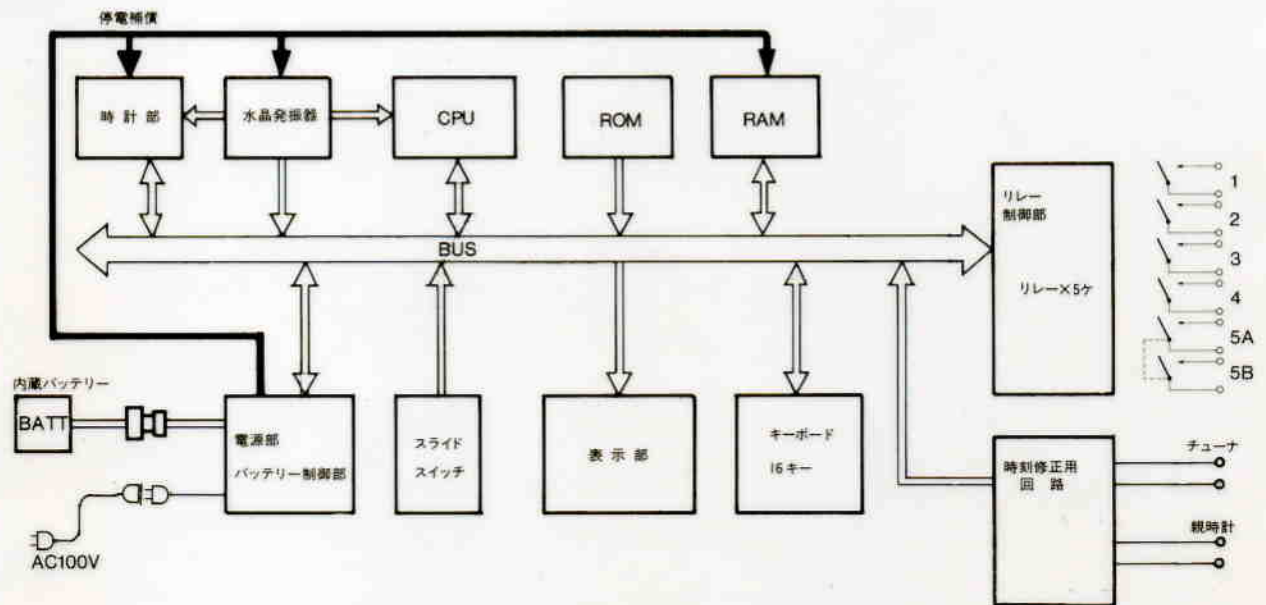 停電補償
時計部
水晶発振器
CPU
ROM
RAM
BUS
リレー
制御部
リレー×5ケ
1
2
3
4
5A
5B
内蔵バッテリー
BATT
AC100V
電源部
バッテリー制御部
スライド
スイッチ
表示部
キーボード
16キー
時刻修正用
回路
チューナ
親時計